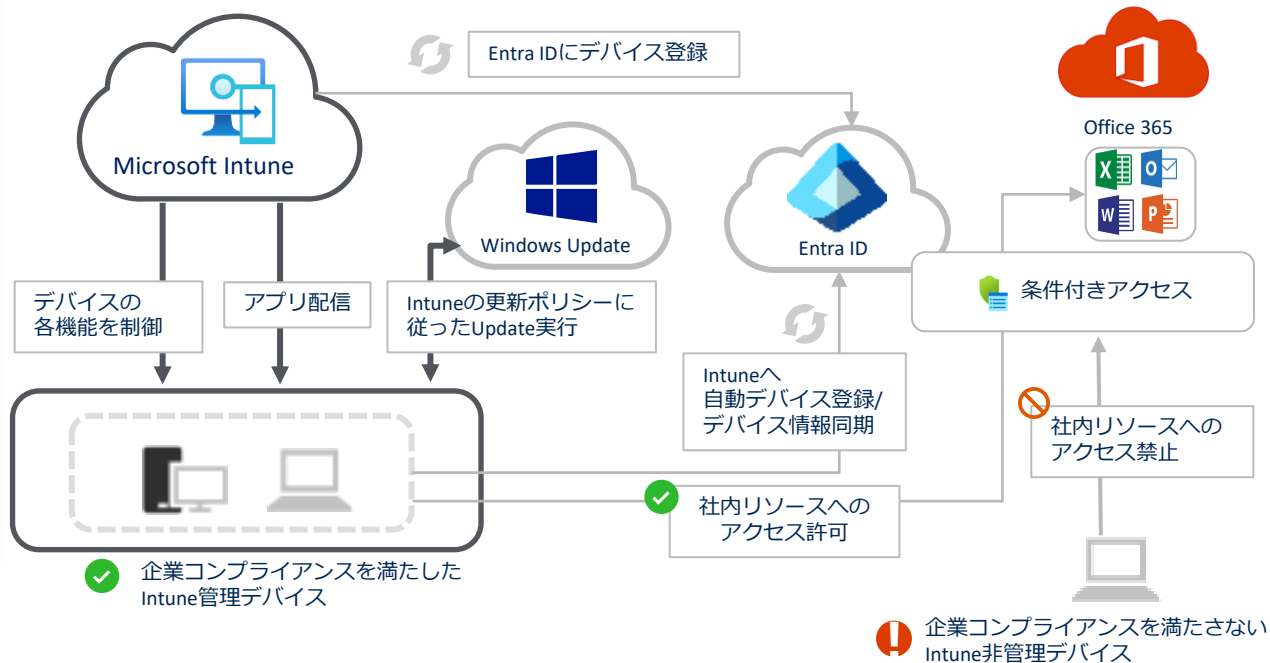 Entra IDにデバイス登録
Office 365
Microsoft Intune
X
O
W
P
Windows Update
Entra ID
デバイスの
各機能を制御
アプリ配信
Intuneの更新ポリシーに
従ったUpdate実行
条件付きアクセス
Intuneへ
自動デバイス登録/
デバイス情報同期
社内リソースへの
アクセス禁止
社内リソースへの
アクセス許可
企業コンプライアンスを満たした
Intune管理デバイス
企業コンプライアンスを満たさない
Intune非管理デバイス